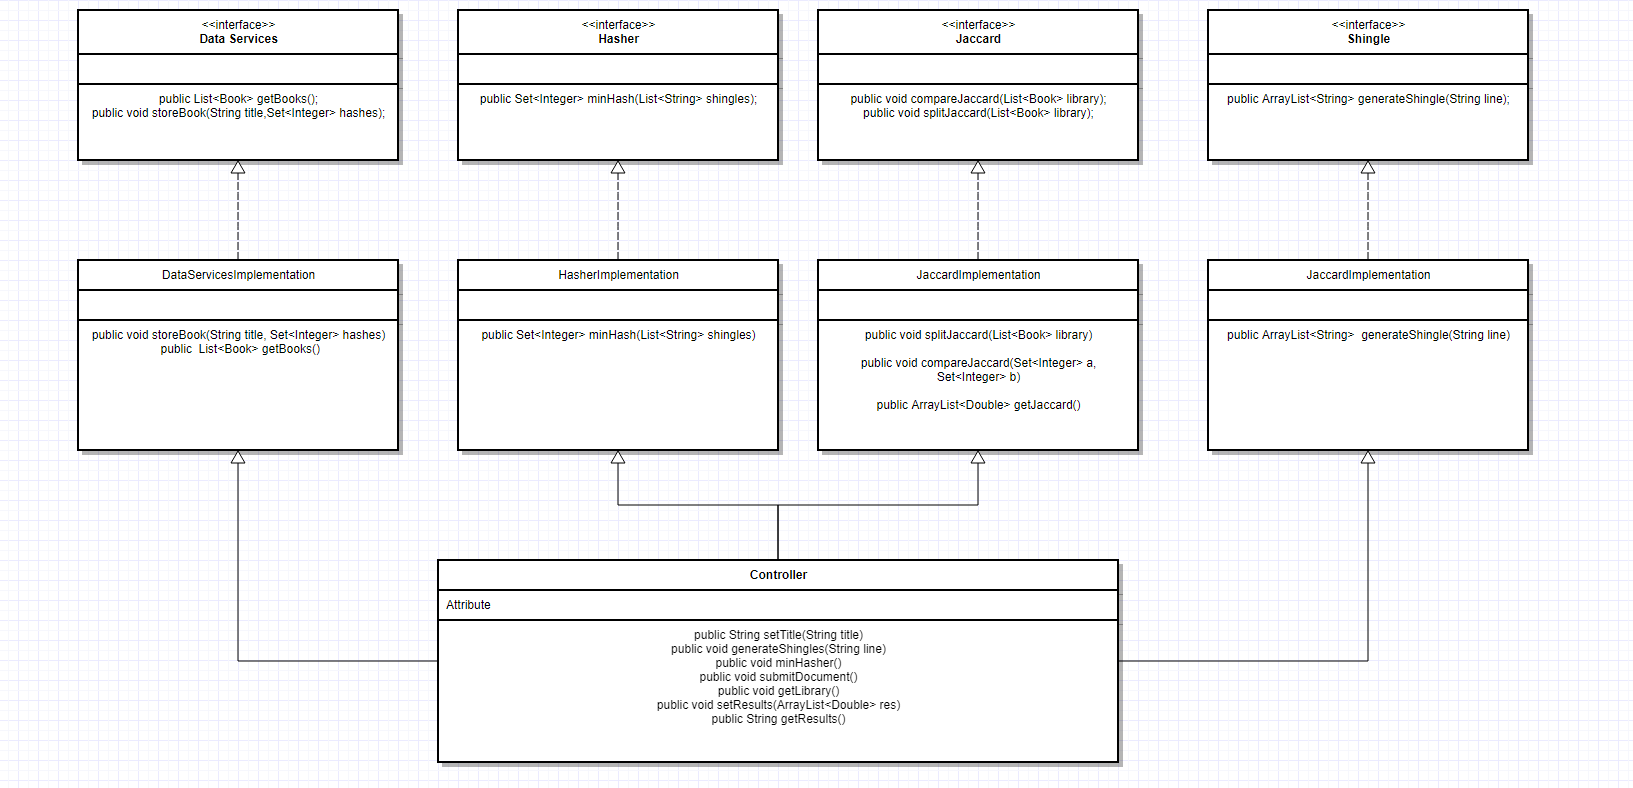 <<interface>>
Data Services
public List<Book> getBooks();
public void storeBook(String title,Set<Integer> hashes);
<<interface>>
Hasher
public Set<Integer> minHash(List<String> shingles);
<<interface>>
Jaccard
public void compareJaccard(List<Book> library);
public void splitJaccard(List<Book> library);
<<interface>>
Shingle
public ArrayList<String> generateShingle(String line);
DataServicesImplementation
public void storeBook(String title, Set<Integer> hashes)
public  List<Book> getBooks()
HasherImplementation
public Set<Integer> minHash(List<String> shingles)
JaccardImplementation
public void splitJaccard(List<Book> library)
public void compareJaccard(Set<Integer> a,
Set<Integer> b)
public ArrayList<Double> getJaccard()
JaccardImplementation
public ArrayList<String>  generateShingle(String line)
Controller
Attribute
public String setTitle(String title)
public void generateShingles(String line)
public void minHasher()
public void submitDocument()
public void getLibrary()
public void setResults(ArrayList<Double> res)
public String getResults()